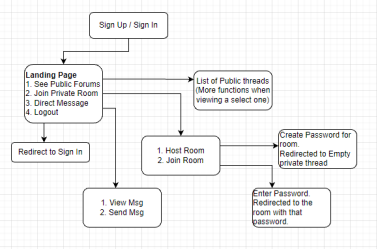 Sign Up / Sign In
Landing Page
1. See Public Forums
2. Join Private Room
3. Direct Message
4. Logout
List of Public threads
(More functions when
viewing a select one)
Redirect to Sign In
1. Host Room
2. Join Room
Create Password for
room.
Redirected to Empty
private thread
1. View Msg
2. Send Msg
Enter Password.
Redirected to the
room with that
password.